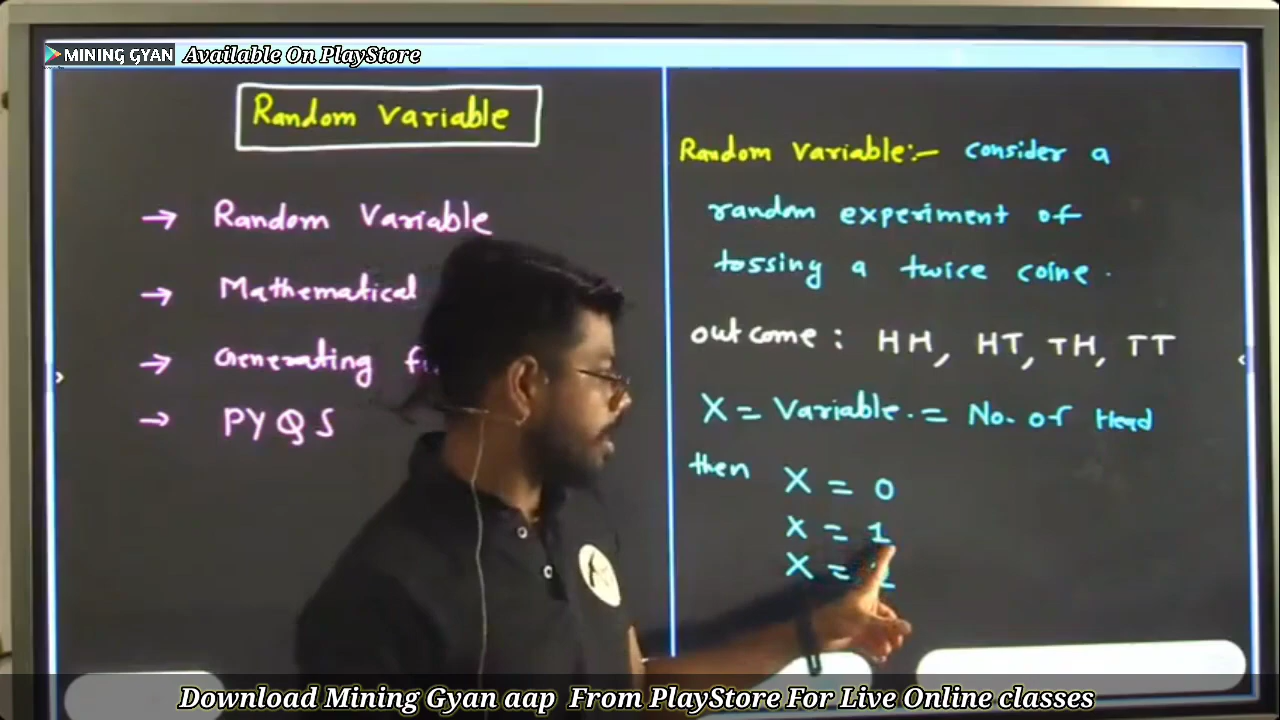 MINING GYAN Available On PlayStore
Random Variable
→ Random Variable
→ Mathematical
→ Generating
→ PYQS
Random Variable:- Consider a
random experiment of
tossing a twice coine.
outcome: HH, HT, TH, TT
X = Variable. = No. of Head
then X = 0
X = 1
X =
Download Mining Gyan aap From PlayStore For Live Online classes